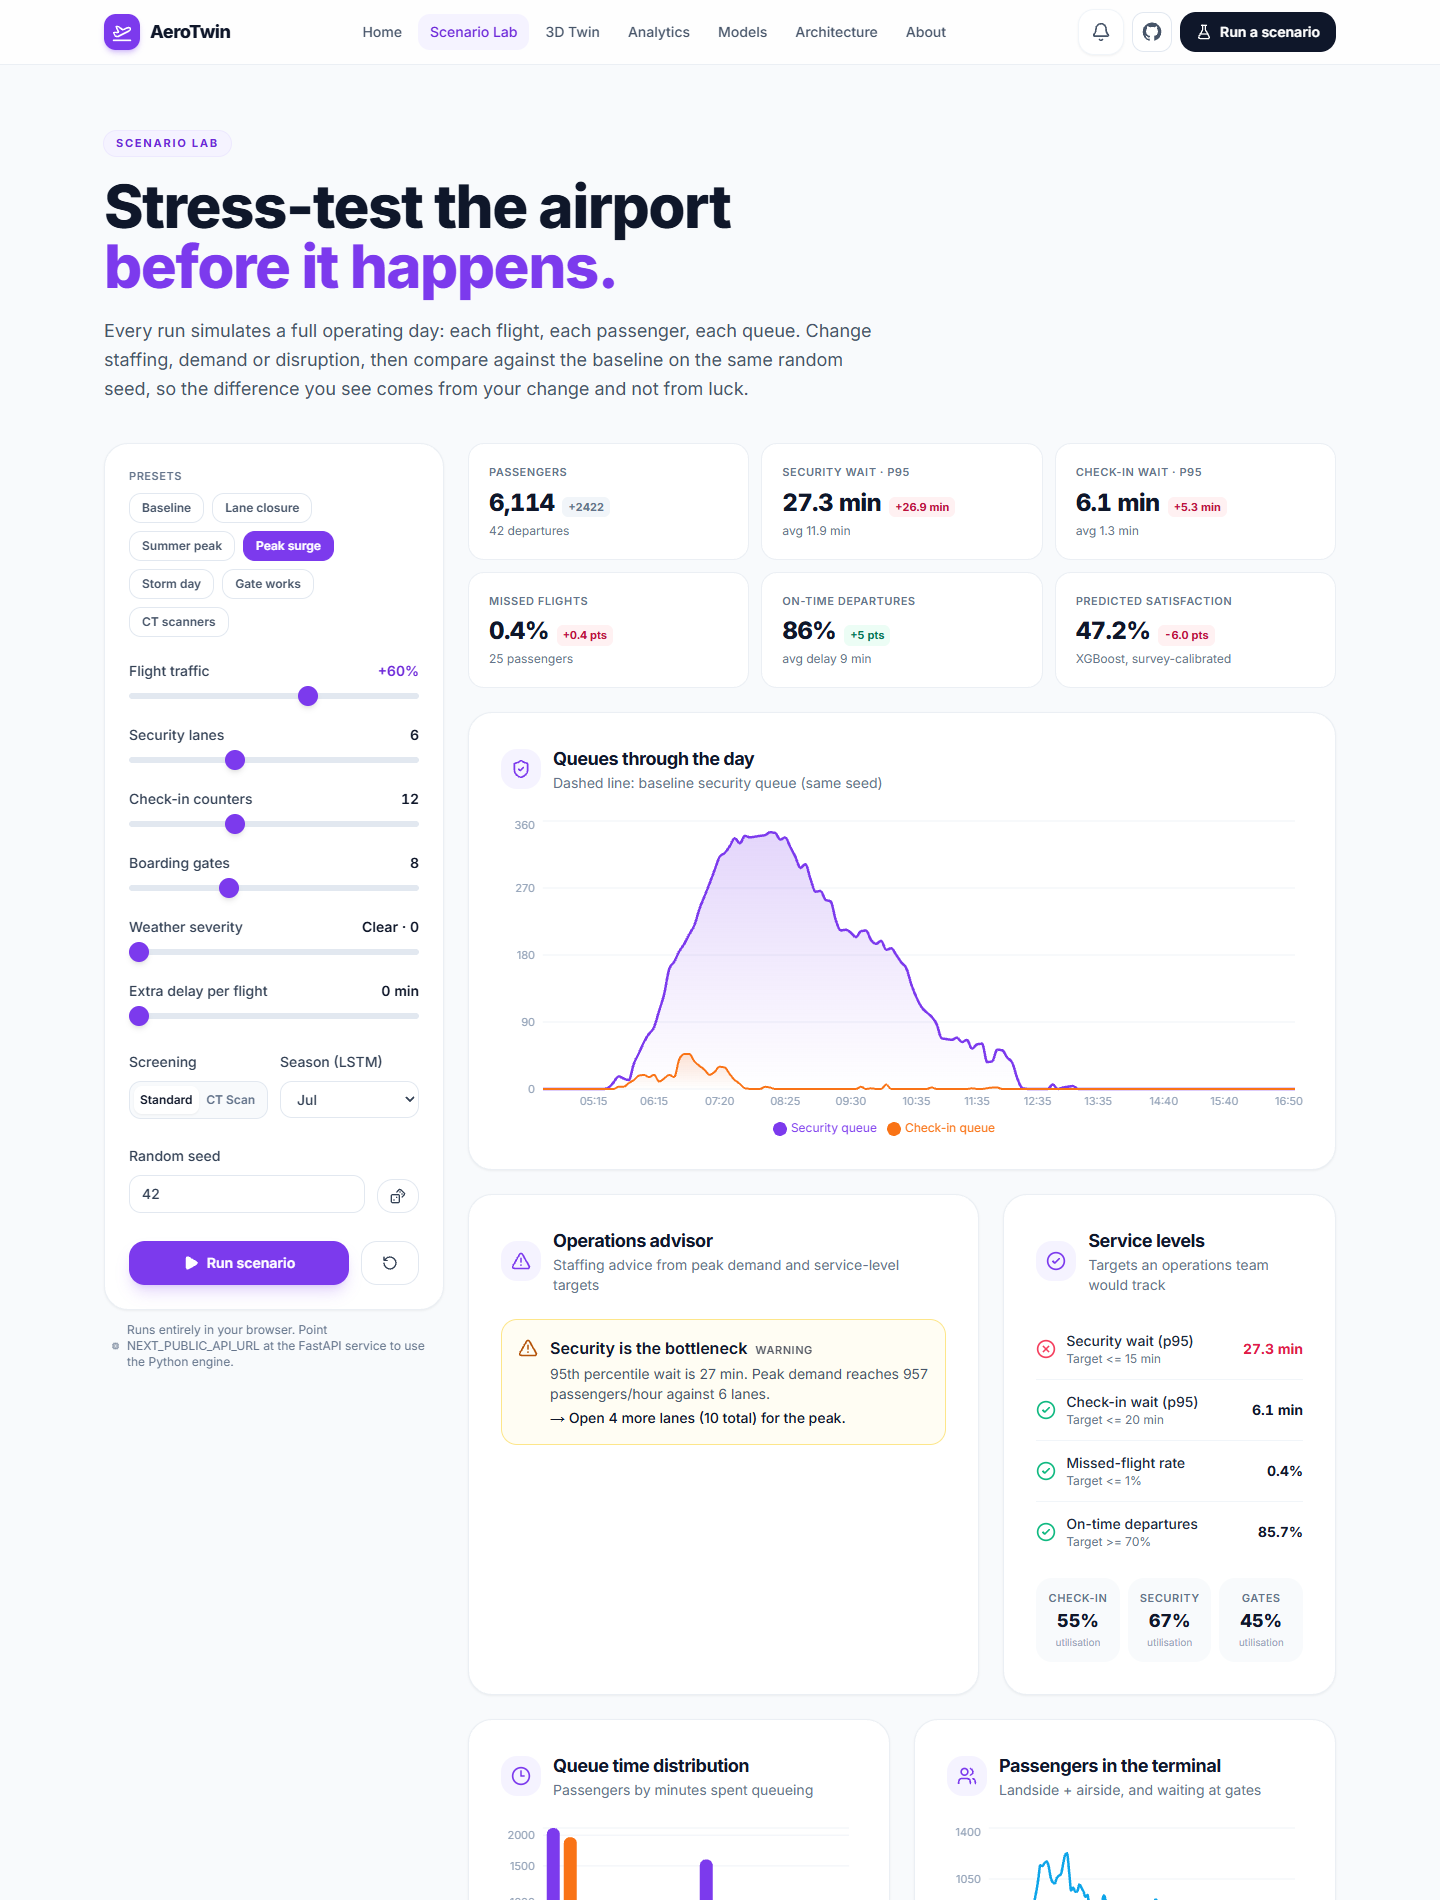 AeroTwin
Home
Scenario Lab
3D Twin
Analytics
Models
Architecture
About
Run a scenario
SCENARIO LAB
Stress-test the airport
before it happens.
Every run simulates a full operating day: each flight, each passenger, each queue. Change
staffing, demand or disruption, then compare against the baseline on the same random
seed, so the difference you see comes from your change and not from luck.
PRESETS
Baseline
Lane closure
Summer peak
Peak surge
Storm day
Gate works
CT scanners
Flight traffic +60%
Security lanes 6
Check-in counters 12
Boarding gates 8
Weather severity Clear · 0
Extra delay per flight 0 min
Screening
Season (LSTM)
Standard CT Scan
Jul
Random seed
42
Run scenario
Runs entirely in your browser. Point
NEXT_PUBLIC_API_URL at the FastAPI service to use
the Python engine.
PASSENGERS
6,114 +2422
42 departures
SECURITY WAIT · P95
27.3 min +26.9 min
avg 11.9 min
CHECK-IN WAIT · P95
6.1 min +5.3 min
avg 1.3 min
MISSED FLIGHTS
0.4% +0.4 pts
25 passengers
ON-TIME DEPARTURES
86% +5 pts
avg delay 9 min
PREDICTED SATISFACTION
47.2% -6.0 pts
XGBoost, survey-calibrated
Queues through the day
Dashed line: baseline security queue (same seed)
360
270
180
90
0
05:15 06:15 07:20 08:25 09:30 10:35 11:35 12:35 13:35 14:40 15:40 16:50
Security queue Check-in queue
Operations advisor
Staffing advice from peak demand and service-level
targets
Security is the bottleneck WARNING
95th percentile wait is 27 min. Peak demand reaches 957
passengers/hour against 6 lanes.
→ Open 4 more lanes (10 total) for the peak.
Service levels
Targets an operations team
would track
Security wait (p95)
Target <= 15 min
27.3 min
Check-in wait (p95)
Target <= 20 min
6.1 min
Missed-flight rate
Target <= 1%
0.4%
On-time departures
Target >= 70%
85.7%
CHECK-IN
55%
utilisation
SECURITY
67%
utilisation
GATES
45%
utilisation
Queue time distribution
Passengers by minutes spent queueing
2000
1500
Passengers in the terminal
Landside + airside, and waiting at gates
1400
1050